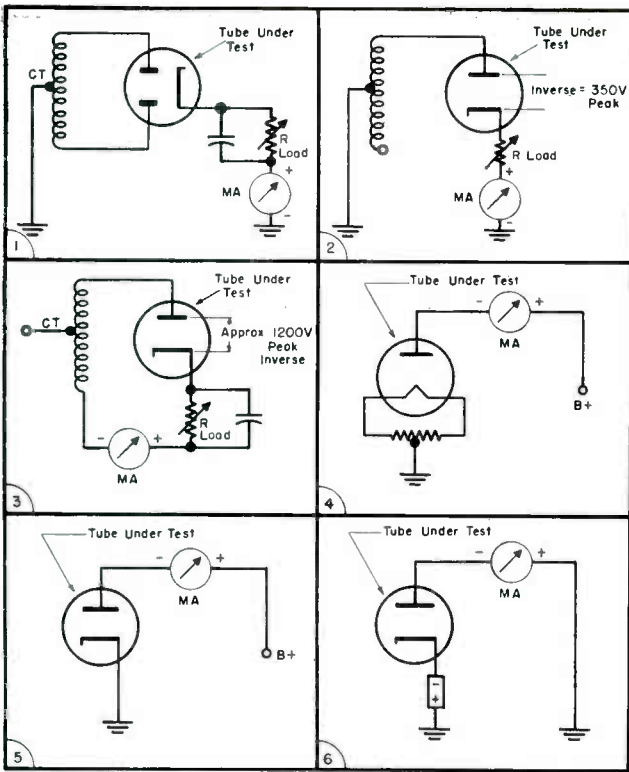 Tube Under
Test
CT
R
Load
+
MA
-
1
Tube Under
Test
Inverse = 350V
Peak
R Load
+
MA
-
2
Tube Under
Test
CT
Approx 1200V
Peak
Inverse
R
Load
- +
MA
3
Tube Under Test
- +
MA
B+
4
Tube Under Test
- +
MA
B+
5
Tube Under Test
- +
MA
-
+
6